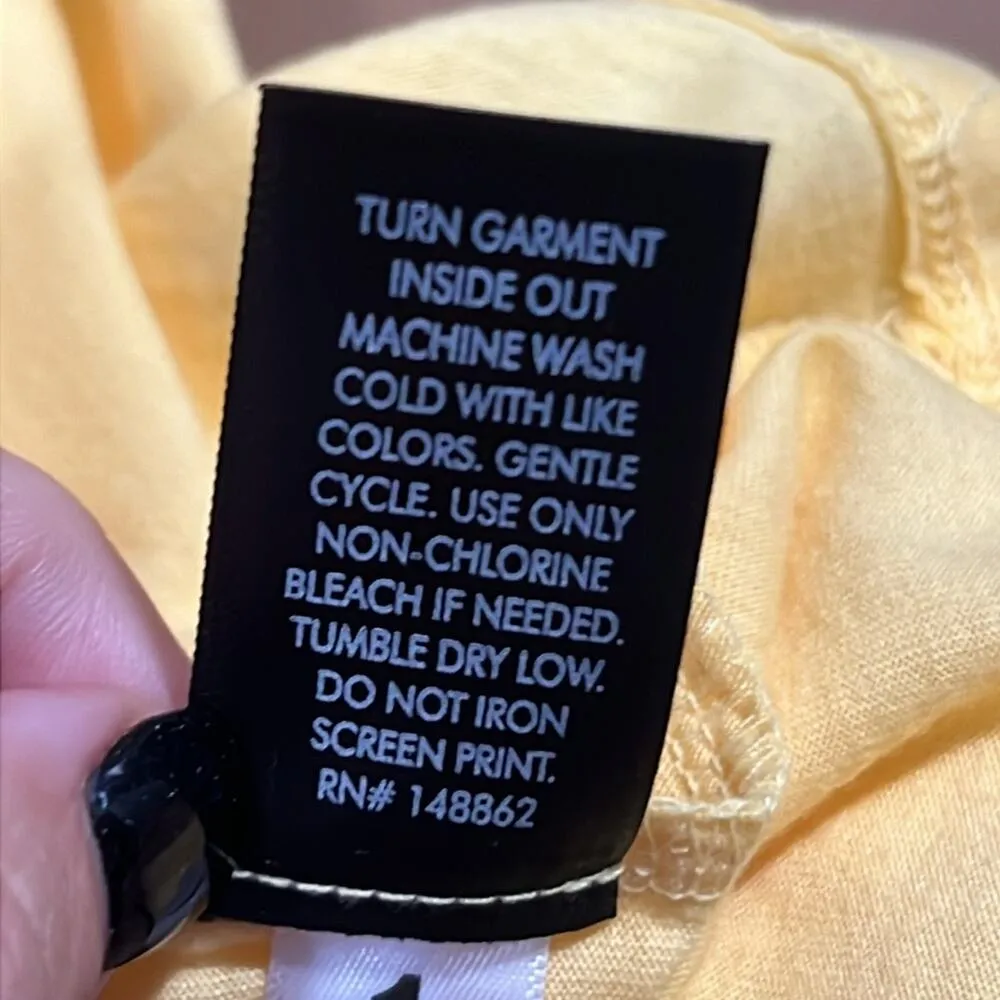 TURN GARMENT
INSIDE OUT
MACHINE WASH
COLD WITH LIKE
COLORS. GENTLE
CYCLE. USE ONLY
NON-CHLORINE
BLEACH IF NEEDED.
TUMBLE DRY LOW.
DO NOT IRON
SCREEN PRINT.
RN# 148862